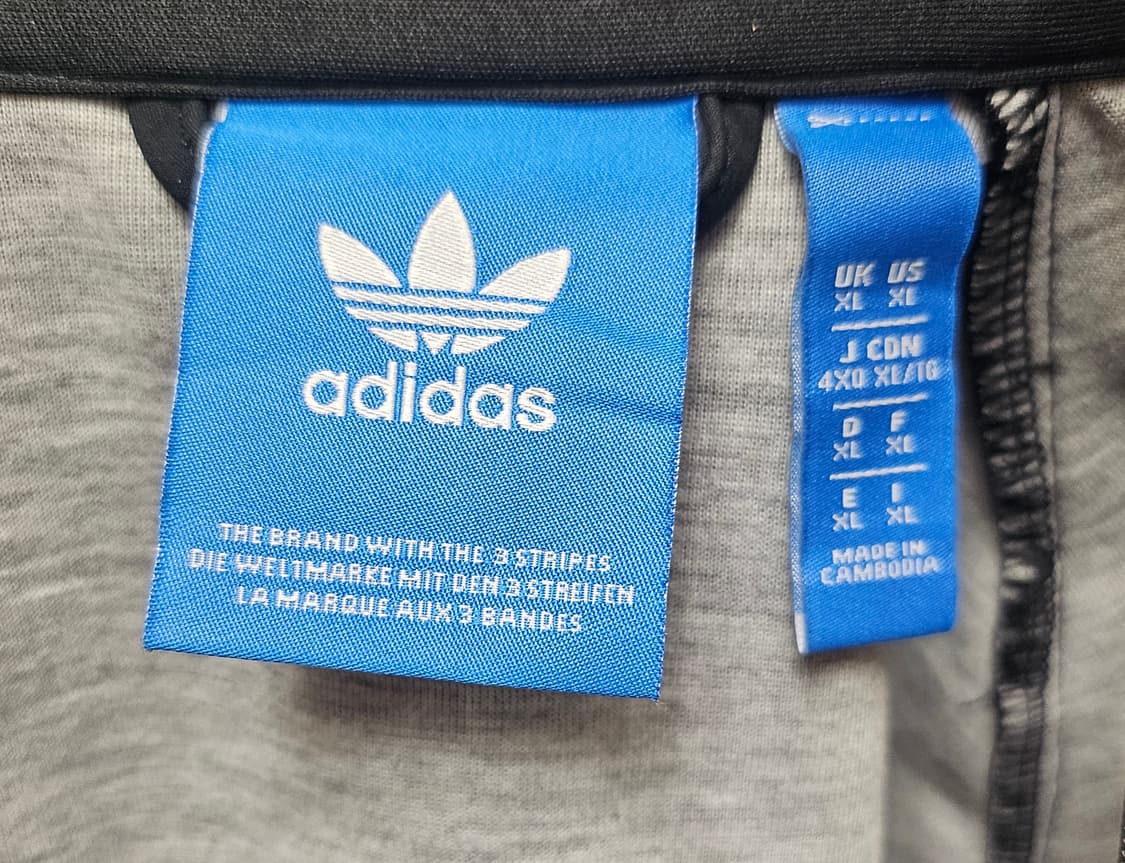 adidas
THE BRAND WITH THE 3 STRIPES
DIE WELTMARKE MIT DEN 3 STREIFEN
LA MARQUE AUX 3 BANDES
UK US
XL XL
J CDN
4XO XL/TG
D F
XL XL
E I
XL XL
MADE IN
CAMBODIA